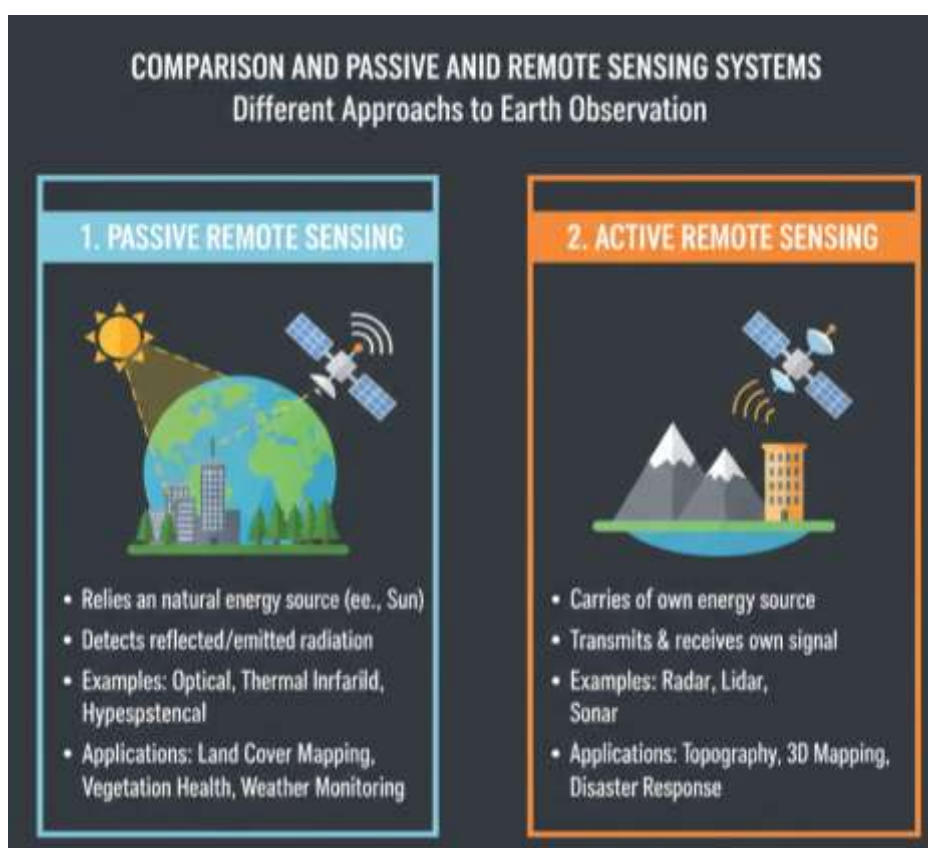 COMPARISON AND PASSIVE ANID REMOTE SENSING SYSTEMS
Different Approachs to Earth Observation
1. PASSIVE REMOTE SENSING
• Relies an natural energy source (ee., Sun)
• Detects reflected/emitted radiation
• Examples: Optical, Thermal Inrfarild,
Hypespstencal
• Applications: Land Cover Mapping,
Vegetation Health, Weather Monitoring
2. ACTIVE REMOTE SENSING
• Carries of own energy source
• Transmits & receives own signal
• Examples: Radar, Lidar,
Sonar
• Applications: Topography, 3D Mapping,
Disaster Response